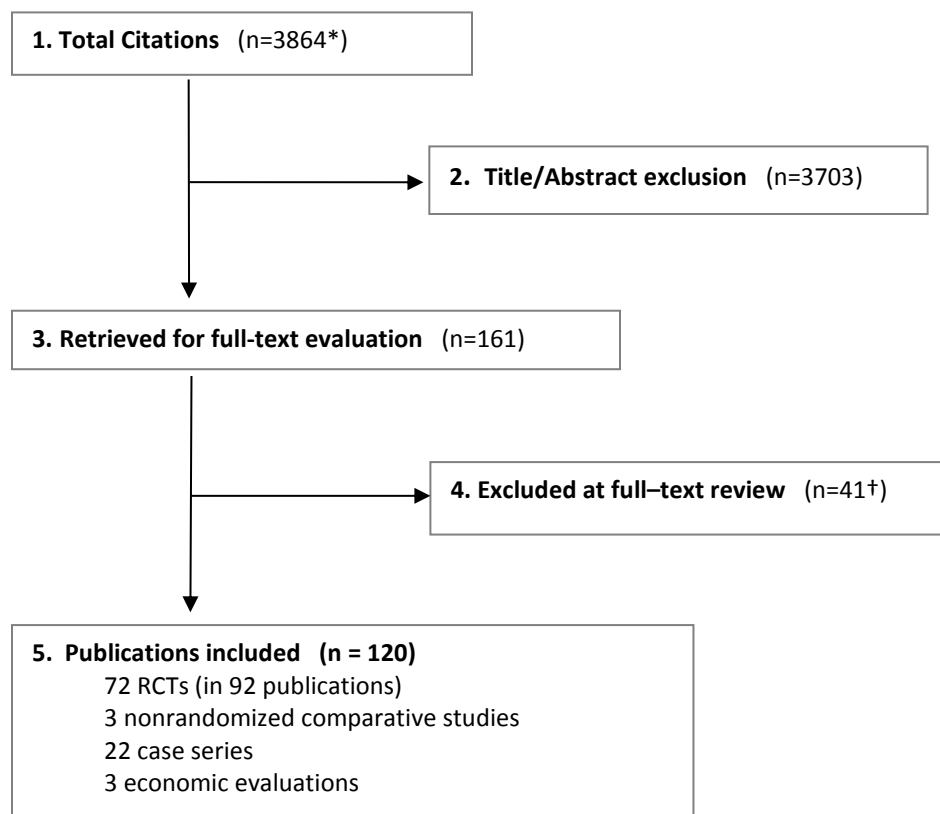 1. Total Citations (n=3864*)
2. Title/Abstract exclusion (n=3703)
3. Retrieved for full-text evaluation (n=161)
4. Excluded at full–text review (n=41†)
5. Publications included (n = 120)
72 RCTs (in 92 publications)
3 nonrandomized comparative studies
22 case series
3 economic evaluations